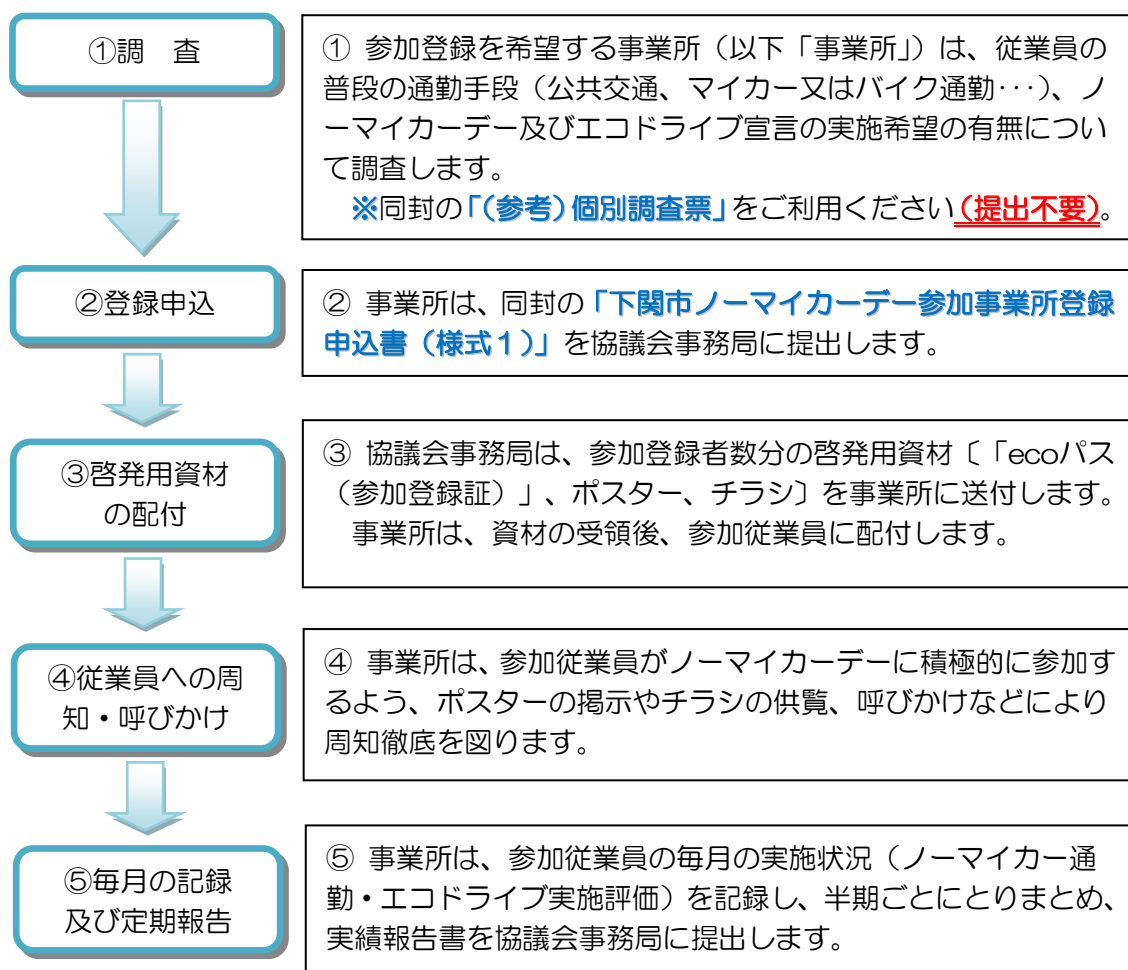 ①調　査
① 参加登録を希望する事業所（以下「事業所」）は、従業員の
普段の通勤手段（公共交通、マイカー又はバイク通勤･･･）、ノ
ーマイカーデー及びエコドライブ宣言の実施希望の有無につい
て調査します。
※同封の「（参考）個別調査票」をご利用ください（提出不要）。
②登録申込
② 事業所は、同封の「下関市ノーマイカーデー参加事業所登録
申込書（様式１）」を協議会事務局に提出します。
③啓発用資材
の配付
③ 協議会事務局は、参加登録者数分の啓発用資材〔「ecoパス
（参加登録証）」、ポスター、チラシ〕を事業所に送付します。
事業所は、資材の受領後、参加従業員に配付します。
④従業員への周
知・呼びかけ
④ 事業所は、参加従業員がノーマイカーデーに積極的に参加す
るよう、ポスターの掲示やチラシの供覧、呼びかけなどにより
周知徹底を図ります。
⑤毎月の記録
及び定期報告
⑤ 事業所は、参加従業員の毎月の実施状況（ノーマイカー通
勤・エコドライブ実施評価）を記録し、半期ごとにとりまとめ、
実績報告書を協議会事務局に提出します。